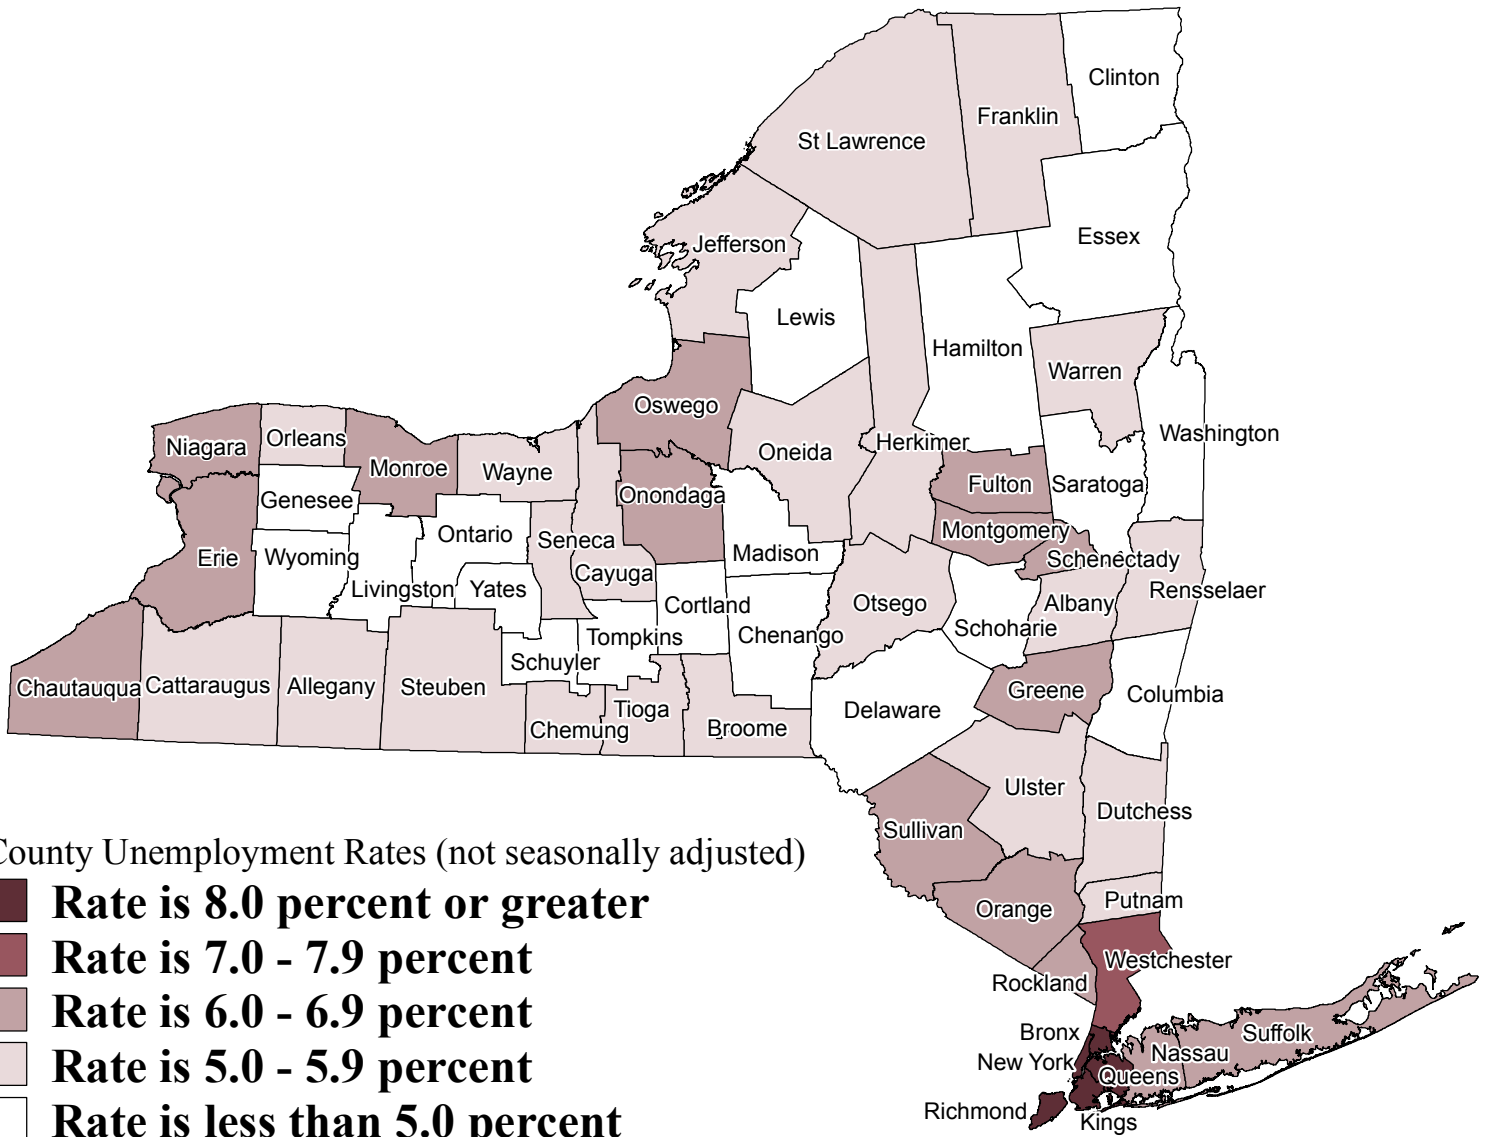 Clinton
Franklin
St Lawrence
Essex
Jefferson
Lewis
Hamilton
Warren
Oswego
Washington
Orleans
Niagara
Herkimer
Oneida
Monroe
Wayne
Fulton
Saratoga
Onondaga
Genesee
Montgomery
Ontario
Seneca
Madison
Erie
Wyoming
Schenectady
Cayuga
Livingston
Yates
Rensselaer
Otsego
Albany
Cortland
Schoharie
Tompkins
Chenango
Schuyler
Chautauqua
Cattaraugus
Allegany
Steuben
Greene
Columbia
Tioga
Delaware
Chemung
Broome
Ulster
Dutchess
Sullivan
Putnam
Orange
Westchester
Rockland
Bronx
Suffolk
Nassau
New York
Queens
Richmond
Kings
County Unemployment Rates (not seasonally adjusted)
Rate is 8.0 percent or greater
Rate is 7.0 - 7.9 percent
Rate is 6.0 - 6.9 percent
Rate is 5.0 - 5.9 percent
Rate is less than 5.0 percent